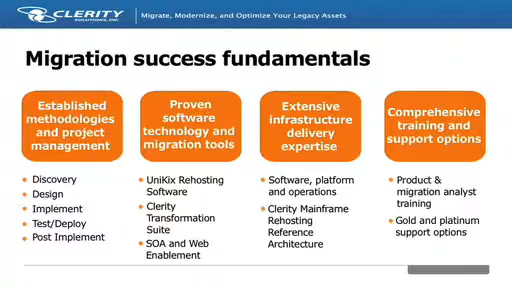 CLERITY
SOLUTIONS, INC
Migrate, Modernize, and Optimize Your Legacy Assets
Migration success fundamentals
Established
methodologies
and project
management
• Discovery
• Design
• Implement
• Test/Deploy
• Post Implement
Proven
software
technology and
migration tools
• UniKix Rehosting
Software
• Clerity
Transformation
Suite
• SOA and Web
Enablement
Extensive
infrastructure
delivery
expertise
• Software, platform
and operations
• Clerity Mainframe
Rehosting
Reference
Architecture
Comprehensive
training and
support options
• Product &
migration analyst
training
• Gold and platinum
support options